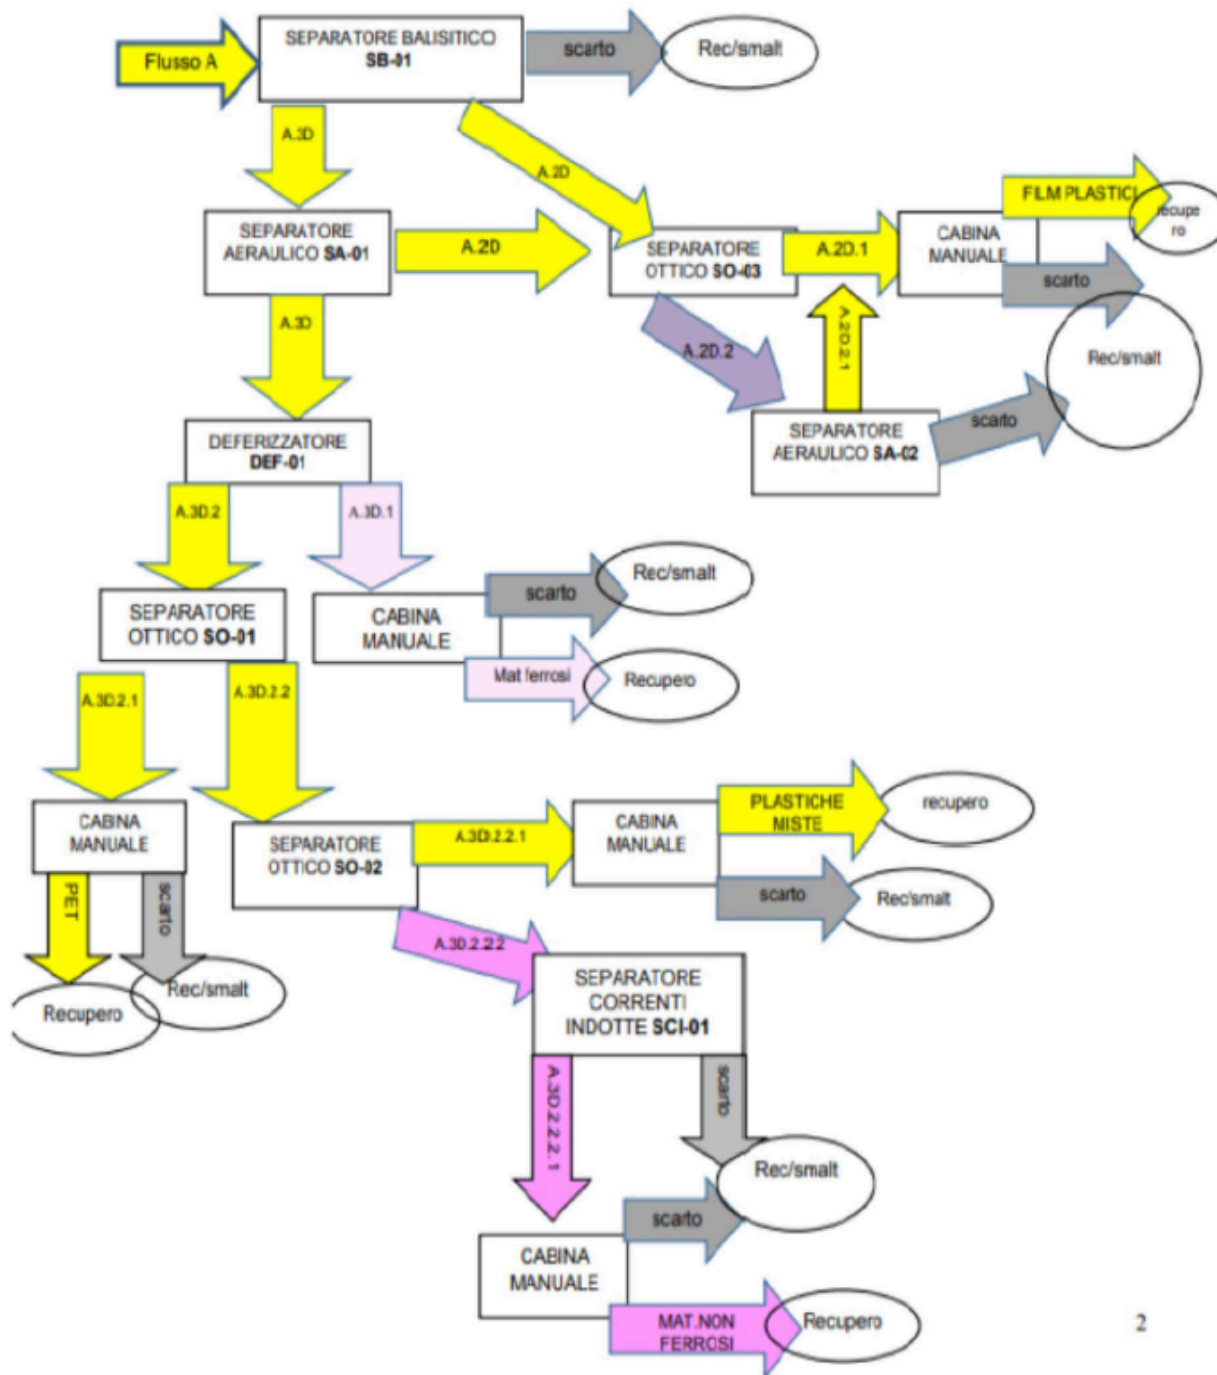 SEPARATORE BALISITICO
SB-01
Flusso A
scarto
Rec/smalt
A.3D
A.2D
SEPARATORE
AERAULICO SA-01
A.2D
SEPARATORE
OTTICO SO-03
A.2D.1
CABINA
MANUALE
FILM PLASTICI
recupe
ro
scarto
Rec/smalt
A.3D
A.2D.2
A.2D.2.1
SEPARATORE
AERAULICO SA-02
scarto
DEFERIZZATORE
DEF-01
A.3D.2
A.3D.1
SEPARATORE
OTTICO SO-01
CABINA
MANUALE
scarto
Rec/smalt
Mat ferrosi
Recupero
A.3D.2.1
A.3D.2.2
CABINA
MANUALE
SEPARATORE
OTTICO SO-02
A.3D.2.2.1
CABINA
MANUALE
PLASTICHE
MISTE
recupero
scarto
Rec/smalt
PET
scarto
Recupero
Rec/smalt
A.3D.2.2.2
SEPARATORE
CORRENTI
INDOTTE SCI-01
A.3D.2.2.2.1
scarto
Rec/smalt
CABINA
MANUALE
scarto
MAT.NON
FERROSI
Recupero
2